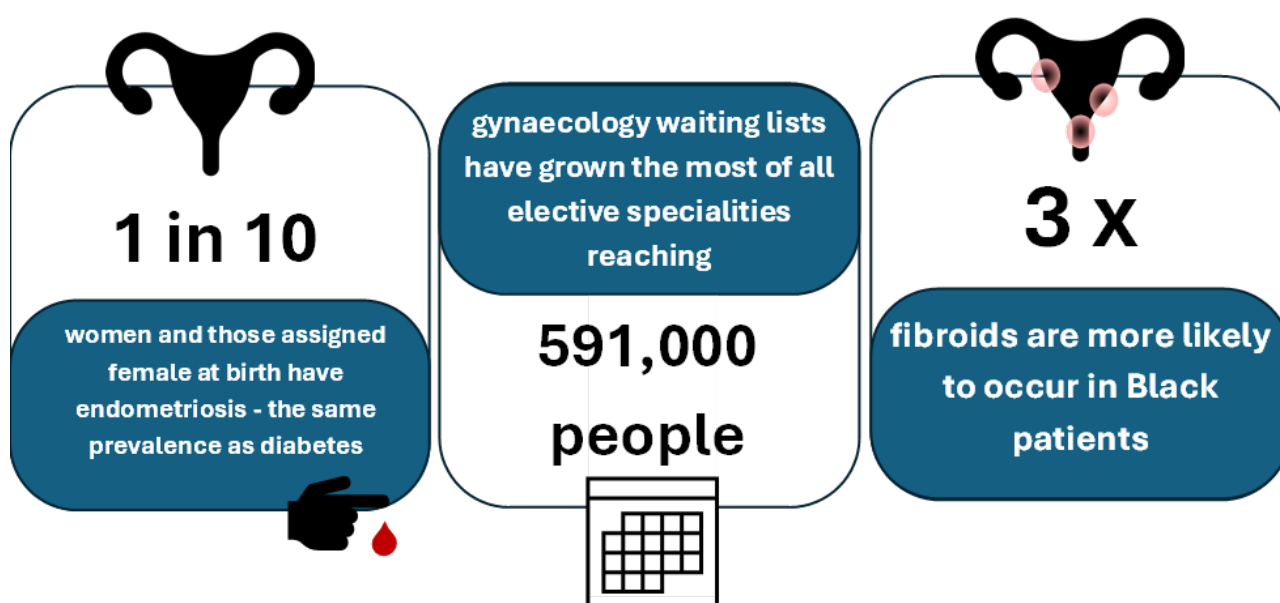 1 in 10
women and those assigned
female at birth have
endometriosis - the same
prevalence as diabetes
gynaecology waiting lists
have grown the most of all
elective specialities
reaching
591,000
people
3 x
fibroids are more likely
to occur in Black
patients